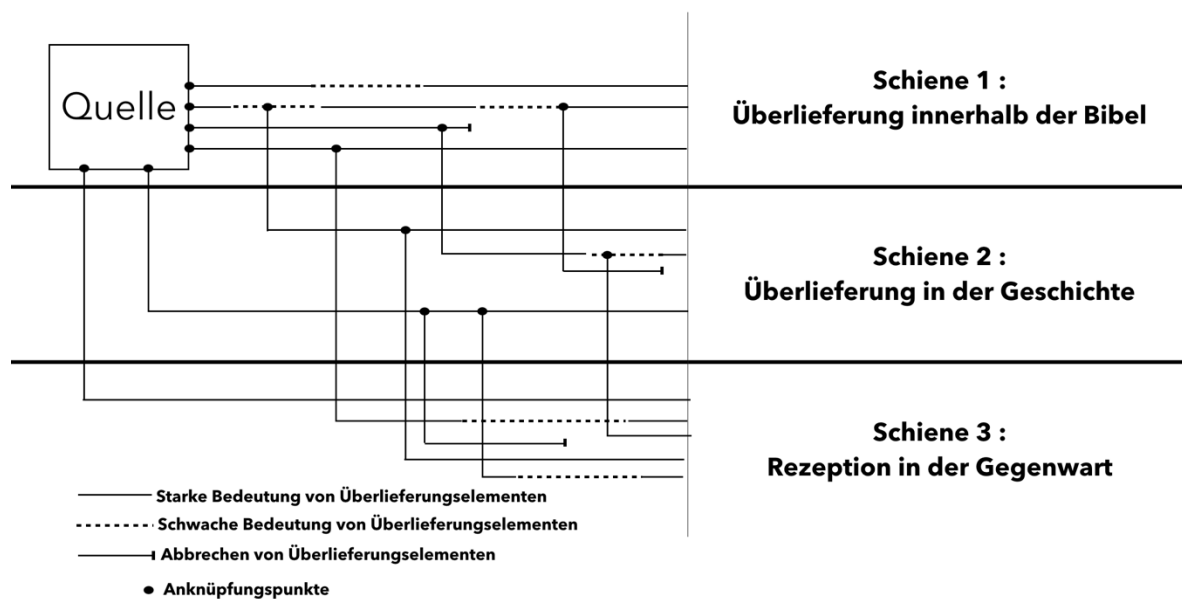 Quelle
Schiene 1 :
Überlieferung innerhalb der Bibel
Schiene 2 :
Überlieferung in der Geschichte
Schiene 3 :
Rezeption in der Gegenwart
Starke Bedeutung von Überlieferungselementen
Schwache Bedeutung von Überlieferungselementen
Abbrechen von Überlieferungselementen
Anknüpfungspunkte